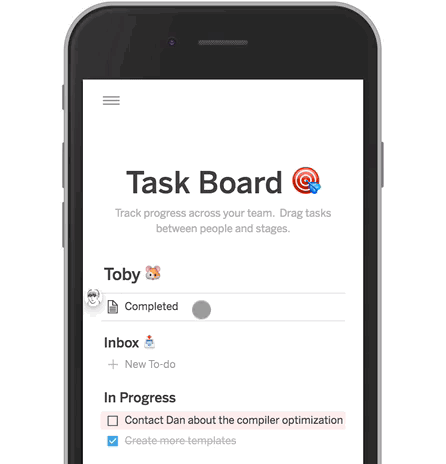 Task Board
Track progress across your team. Drag tasks
between people and stages.
Toby
Completed
Inbox
New To-do
In Progress
Contact Dan about the compiler optimization
Create more templates